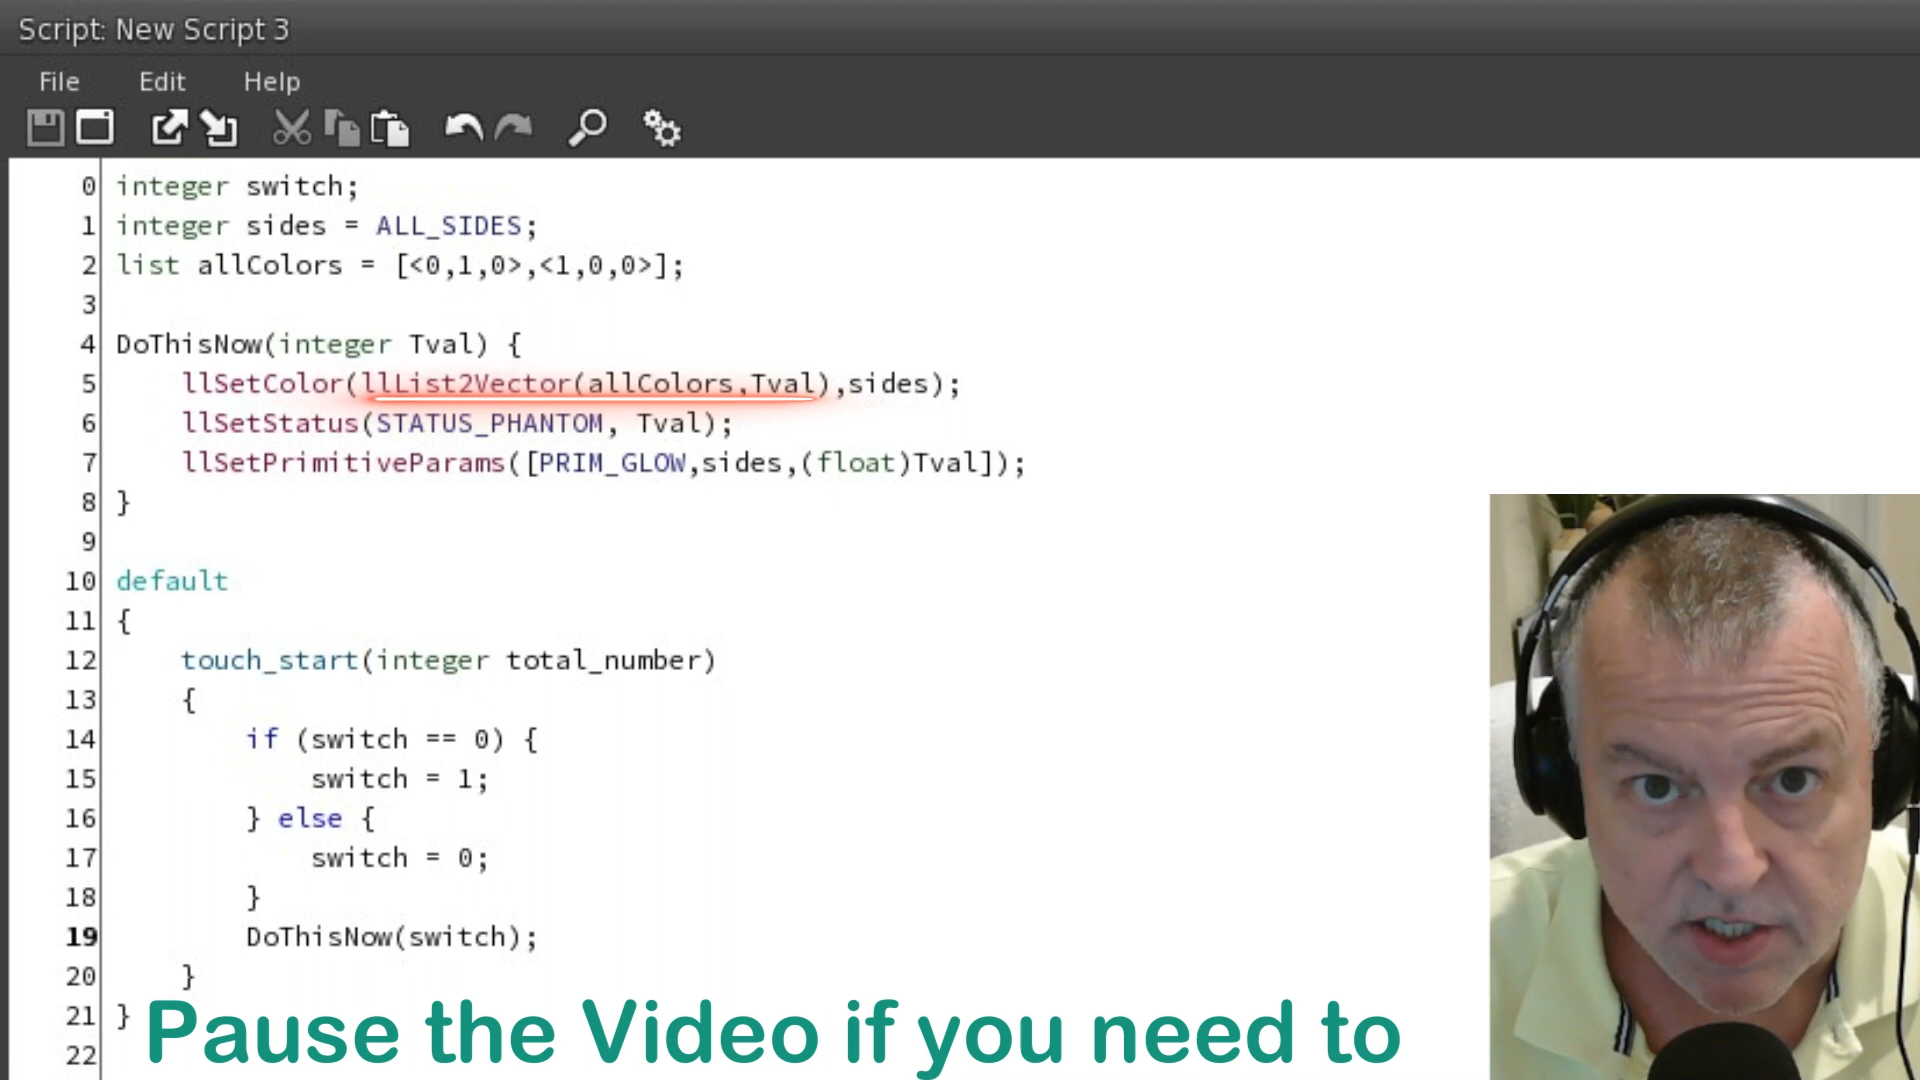 Script: New Script 3
File Edit Help
0 integer switch;
1 integer sides = ALL_SIDES;
2 list allColors = [<0,1,0>,<1,0,0>];
3
4 DoThisNow(integer Tval) {
5     llSetColor(llList2Vector(allColors,Tval),sides);
6     llSetStatus(STATUS_PHANTOM, Tval);
7     llSetPrimitiveParams([PRIM_GLOW,sides,(float)Tval]);
8 }
9
10 default
11 {
12     touch_start(integer total_number)
13     {
14         if (switch == 0) {
15             switch = 1;
16         } else {
17             switch = 0;
18         }
19         DoThisNow(switch);
20     }
21 }
22
Pause the Video if you need to